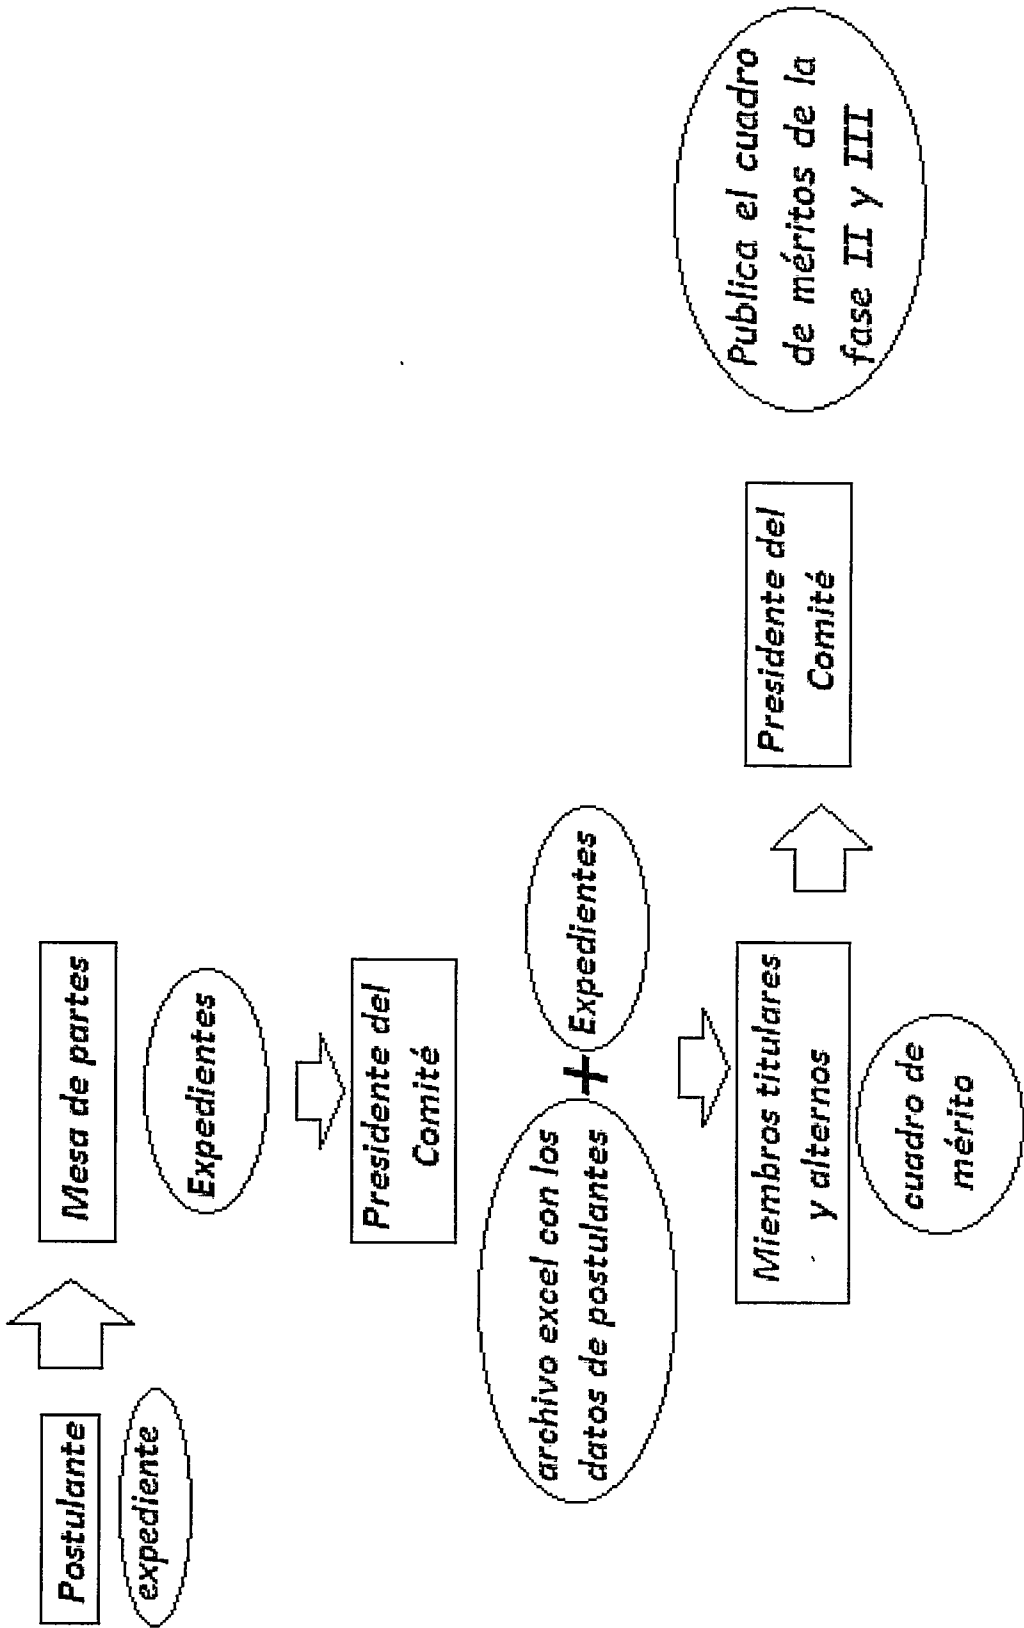 Postulante
expediente
Mesa de partes
Expedientes
Presidente del
Comité
archivo excel con los
datos de postulantes
+
Expedientes
Miembros titulares
y alternos
cuadro de
mérito
Presidente del
Comité
Publica el cuadro
de méritos de la
fase II y III